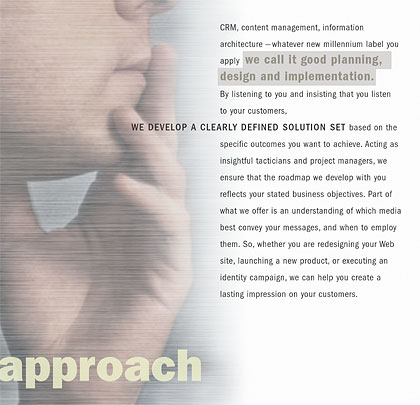 CRM, content management, information
architecture – whatever new millennium label you
apply we call it good planning,
design and implementation.
By listening to you and insisting that you listen
to your customers,
WE DEVELOP A CLEARLY DEFINED SOLUTION SET based on the
specific outcomes you want to achieve. Acting as
insightful tacticians and project managers, we
ensure that the roadmap we develop with you
reflects your stated business objectives. Part of
what we offer is an understanding of which media
best convey your messages, and when to employ
them. So, whether you are redesigning your Web
site, launching a new product, or executing an
identity campaign, we can help you create a
lasting impression on your customers.
approach